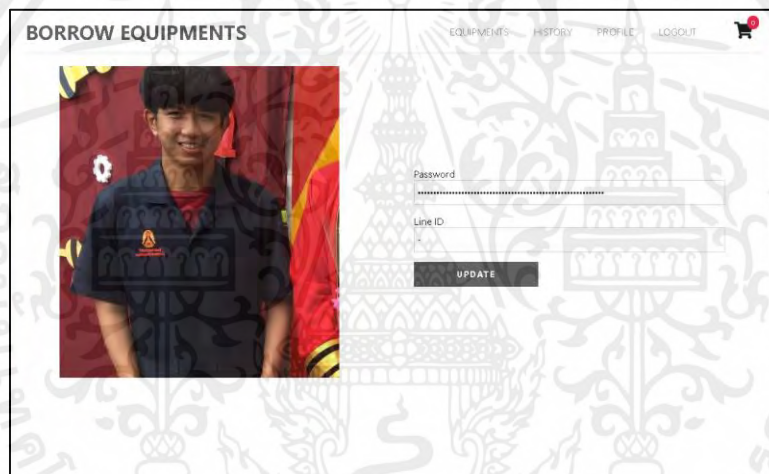 BORROW EQUIPMENTS
EQUIPMENTS HISTORY PROFILE LOGOUT 0
Password
Line ID
-
UPDATE